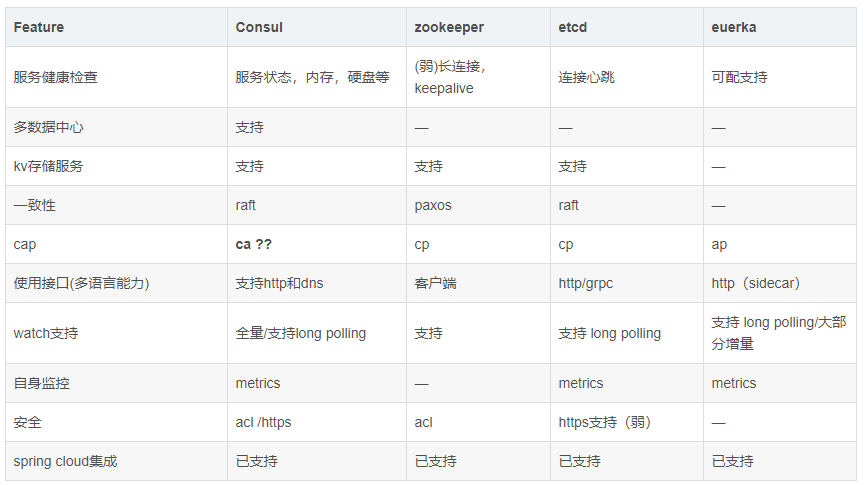 Feature Consul zookeeper etcd euerka
服务健康检查 服务状态，内存，硬盘等 (弱)长连接，keepalive 连接心跳 可配支持
多数据中心 支持 — — —
kv存储服务 支持 支持 支持 —
一致性 raft paxos raft —
cap ca ?? cp cp ap
使用接口(多语言能力) 支持http和dns 客户端 http/grpc http（sidecar）
watch支持 全量/支持long polling 支持 支持 long polling 支持 long polling/大部分增量
自身监控 metrics — metrics metrics
安全 acl /https acl https支持（弱） —
spring cloud集成 已支持 已支持 已支持 已支持